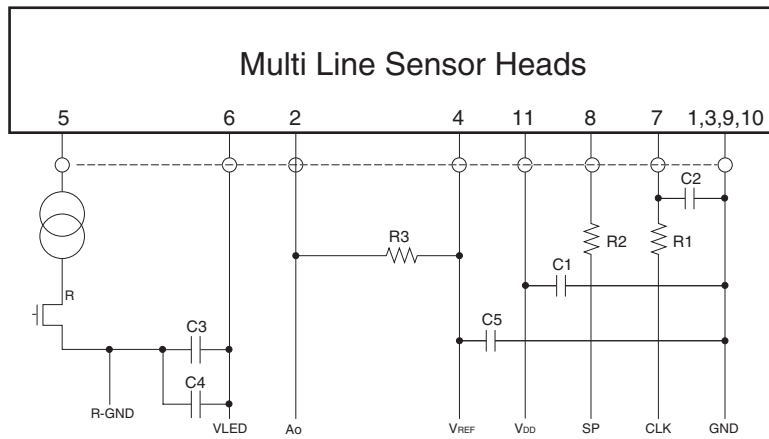 Multi Line Sensor Heads
5 6 2 4 11 8 7 1,3,9,10
C2
R3 R2 R1
C1
R
C3 C5
C4
R-GND VLED Ao VREF VDD SP CLK GND